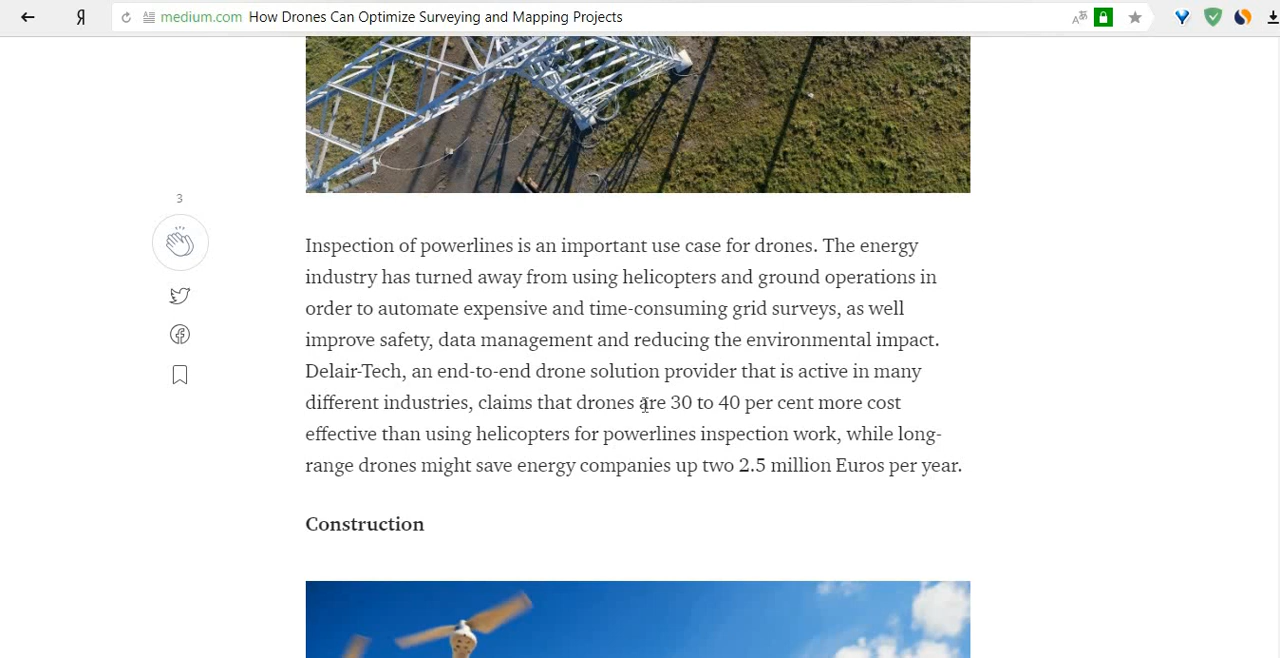 Я medium.com How Drones Can Optimize Surveying and Mapping Projects
3
Inspection of powerlines is an important use case for drones. The energy
industry has turned away from using helicopters and ground operations in
order to automate expensive and time-consuming grid surveys, as well
improve safety, data management and reducing the environmental impact.
Delair-Tech, an end-to-end drone solution provider that is active in many
different industries, claims that drones are 30 to 40 per cent more cost
effective than using helicopters for powerlines inspection work, while long-
range drones might save energy companies up two 2.5 million Euros per year.
Construction